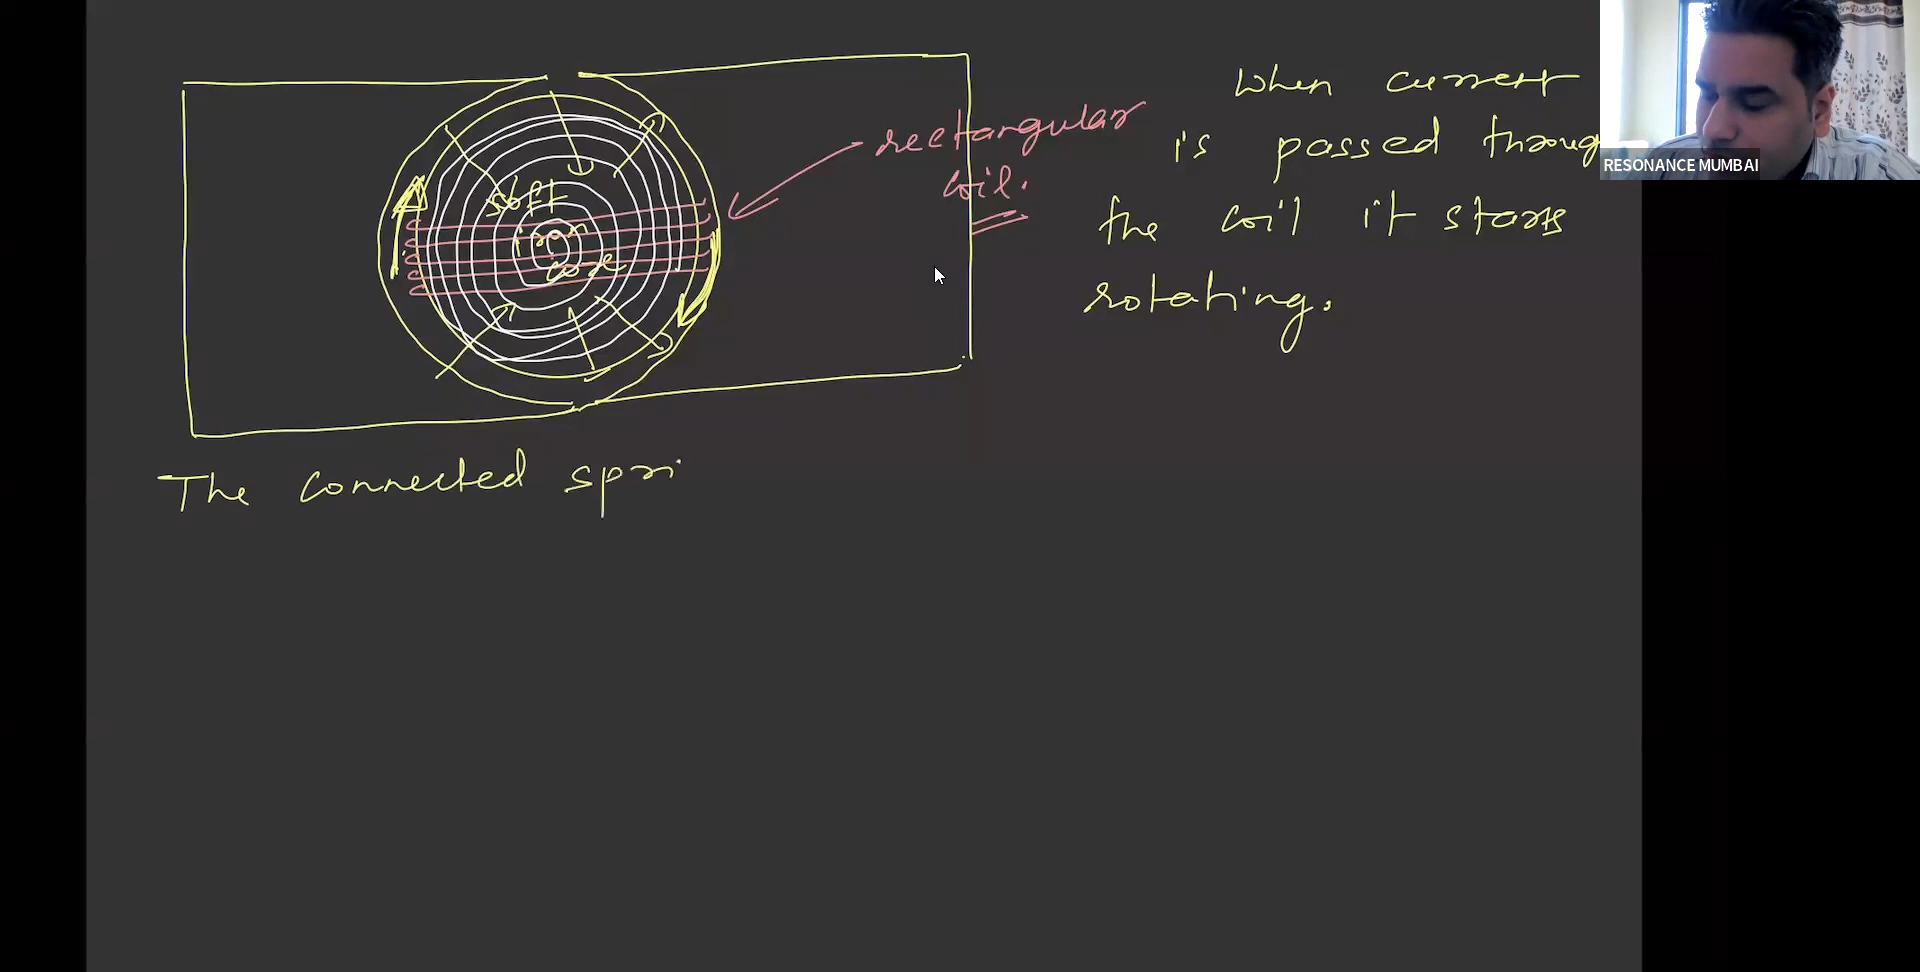 rectangular
coil.
soft
iron
core
When current
is passed throug
the coil it starts
rotating.
The connected spri
RESONANCE MUMBAI